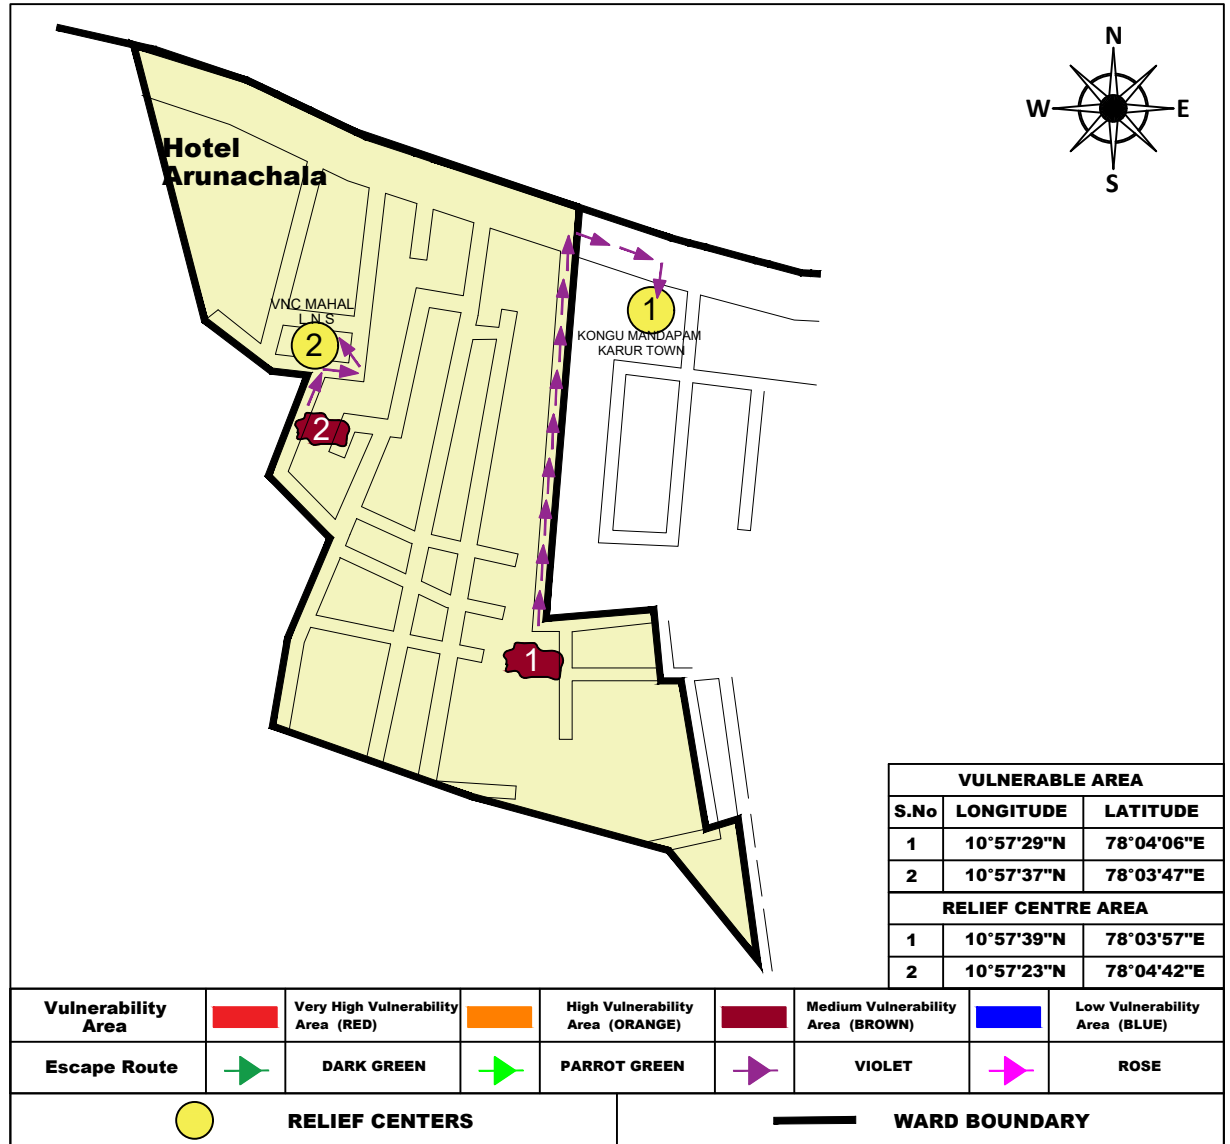 N
W
E
S
Hotel
Arunachala
VNC MAHAL
L.N.S
2
1
KONGU MANDAPAM
KARUR TOWN
2
1
VULNERABLE AREA
S.No LONGITUDE LATITUDE
1 10°57'29"N 78°04'06"E
2 10°57'37"N 78°03'47"E
RELIEF CENTRE AREA
1 10°57'39"N 78°03'57"E
2 10°57'23"N 78°04'42"E
Vulnerability
Area
Very High Vulnerability
Area (RED)
High Vulnerability
Area (ORANGE)
Medium Vulnerability
Area (BROWN)
Low Vulnerability
Area (BLUE)
Escape Route
DARK GREEN
PARROT GREEN
VIOLET
ROSE
RELIEF CENTERS
WARD BOUNDARY